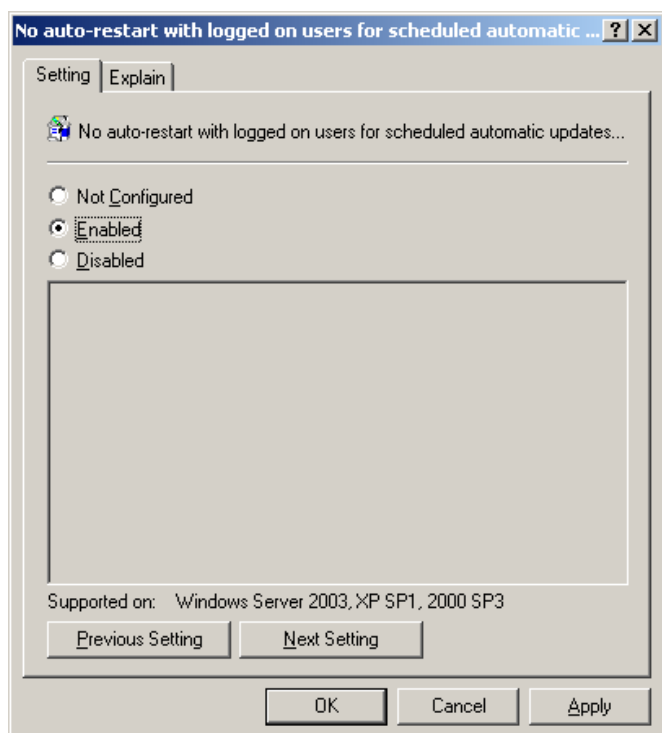 No auto-restart with logged on users for scheduled automatic ...
Setting
Explain
No auto-restart with logged on users for scheduled automatic updates...
Not Configured
Enabled
Disabled
Supported on: Windows Server 2003, XP SP1, 2000 SP3
Previous Setting
Next Setting
OK
Cancel
Apply